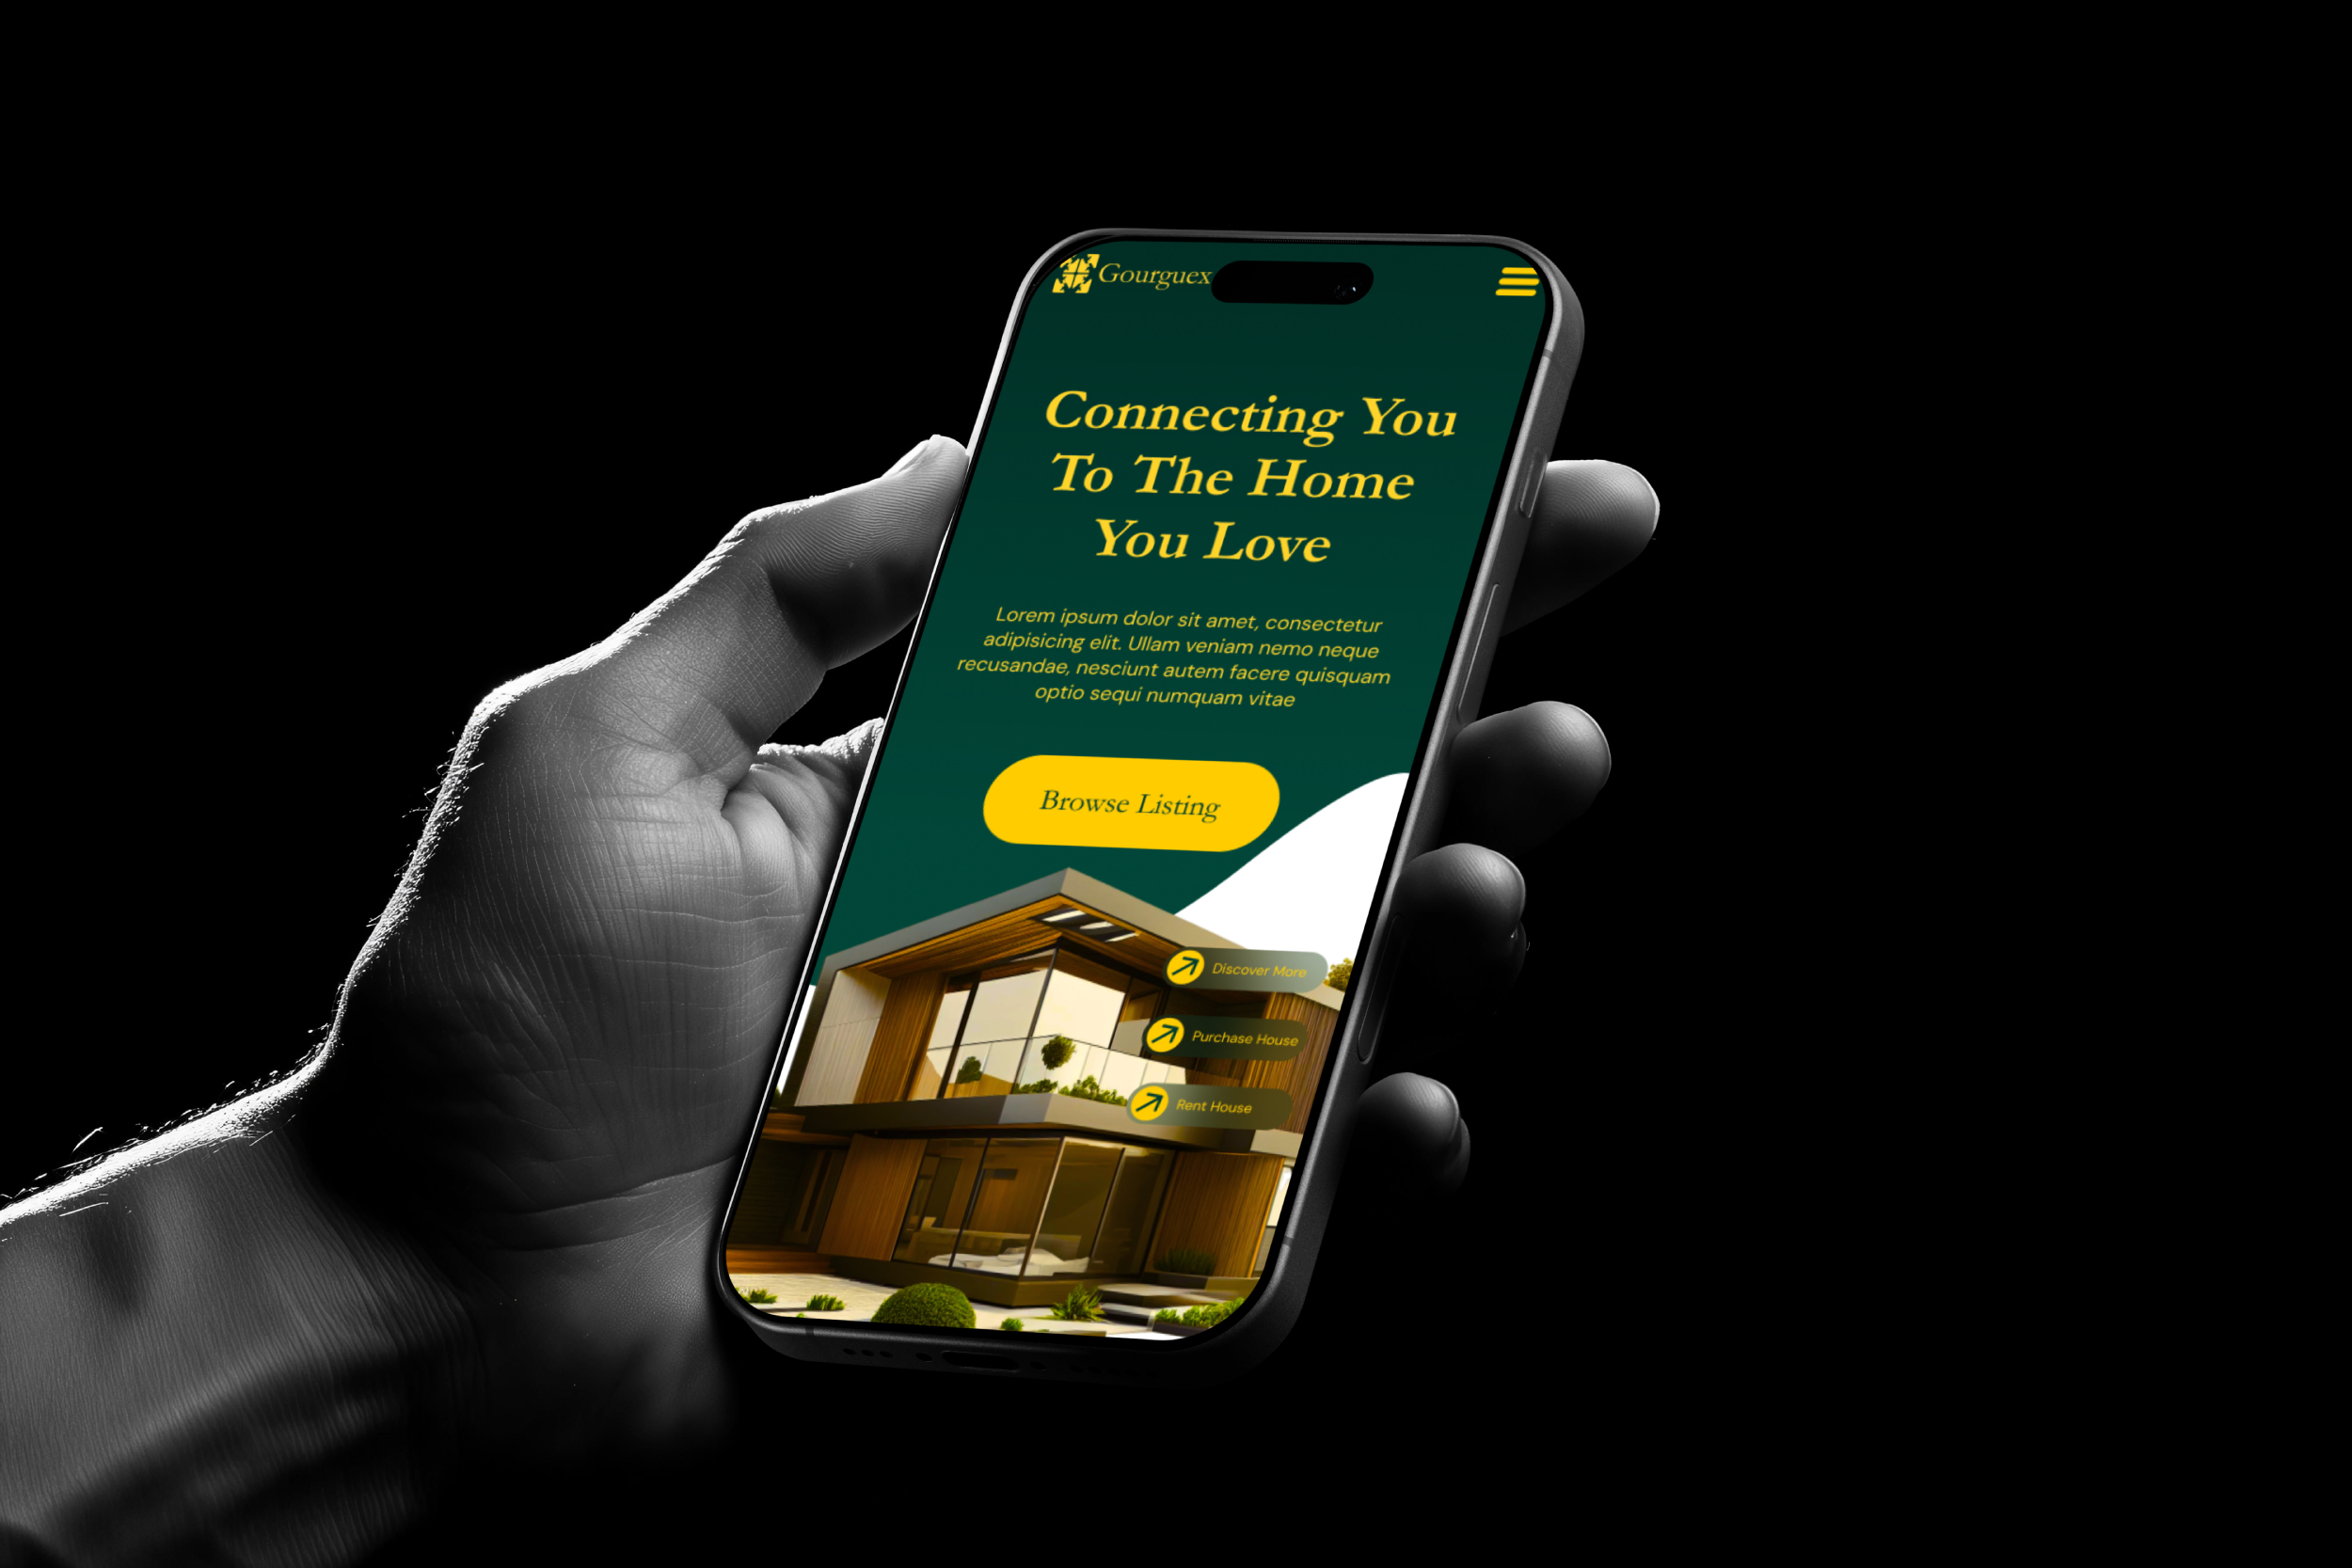 Gourguex
Connecting You
To The Home
You Love
Lorem ipsum dolor sit amet, consectetur
adipisicing elit. Ullam veniam nemo neque
recusandae, nesciunt autem facere quisquam
optio sequi numquam vitae
Browse Listing
Discover More
Purchase House
Rent House